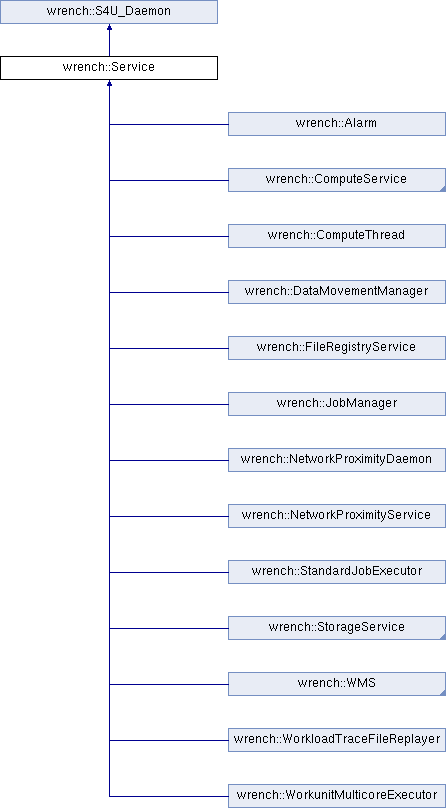 wrench::S4U_Daemon
wrench::Service
wrench::Alarm
wrench::ComputeService
wrench::ComputeThread
wrench::DataMovementManager
wrench::FileRegistryService
wrench::JobManager
wrench::NetworkProximityDaemon
wrench::NetworkProximityService
wrench::StandardJobExecutor
wrench::StorageService
wrench::WMS
wrench::WorkloadTraceFileReplayer
wrench::WorkunitMulticoreExecutor